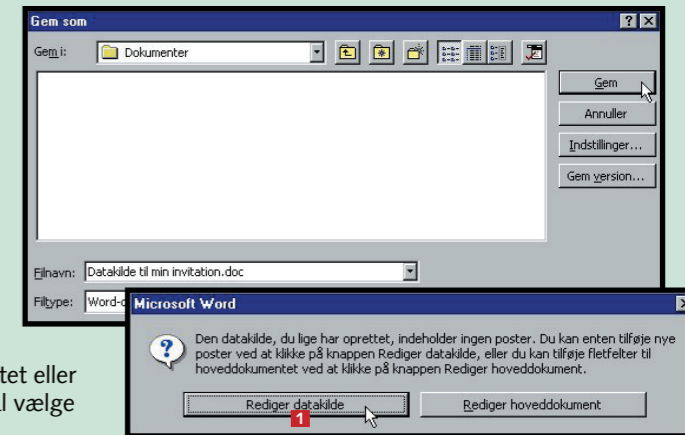 Gem som
Gem i: Dokumenter
Gem
Annuller
Indstillinger...
Gem version...
Filnavn: Datakilde til min invitation.doc
Filtype: Word-
Microsoft Word
Den datakilde, du lige har oprettet, indeholder ingen poster. Du kan enten tilføje nye
poster ved at klikke på knappen Rediger datakilde, eller du kan tilføje fletfelter til
hoveddokumentet ved at klikke på knappen Rediger hoveddokument.
Rediger datakilde Rediger hoveddokument
1
tet eller
l vælge